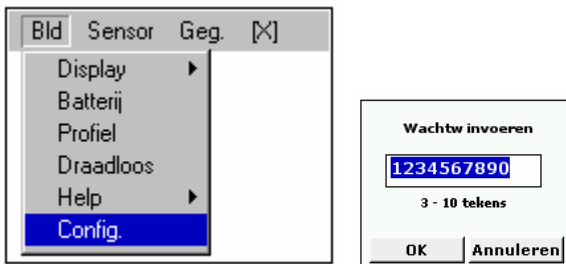 Bld Sensor Geg. [X]
Display
Batterij
Profiel
Draadloos
Help
Config.
Wachtw invoeren
1234567890
3 - 10 tekens
OK Annuleren